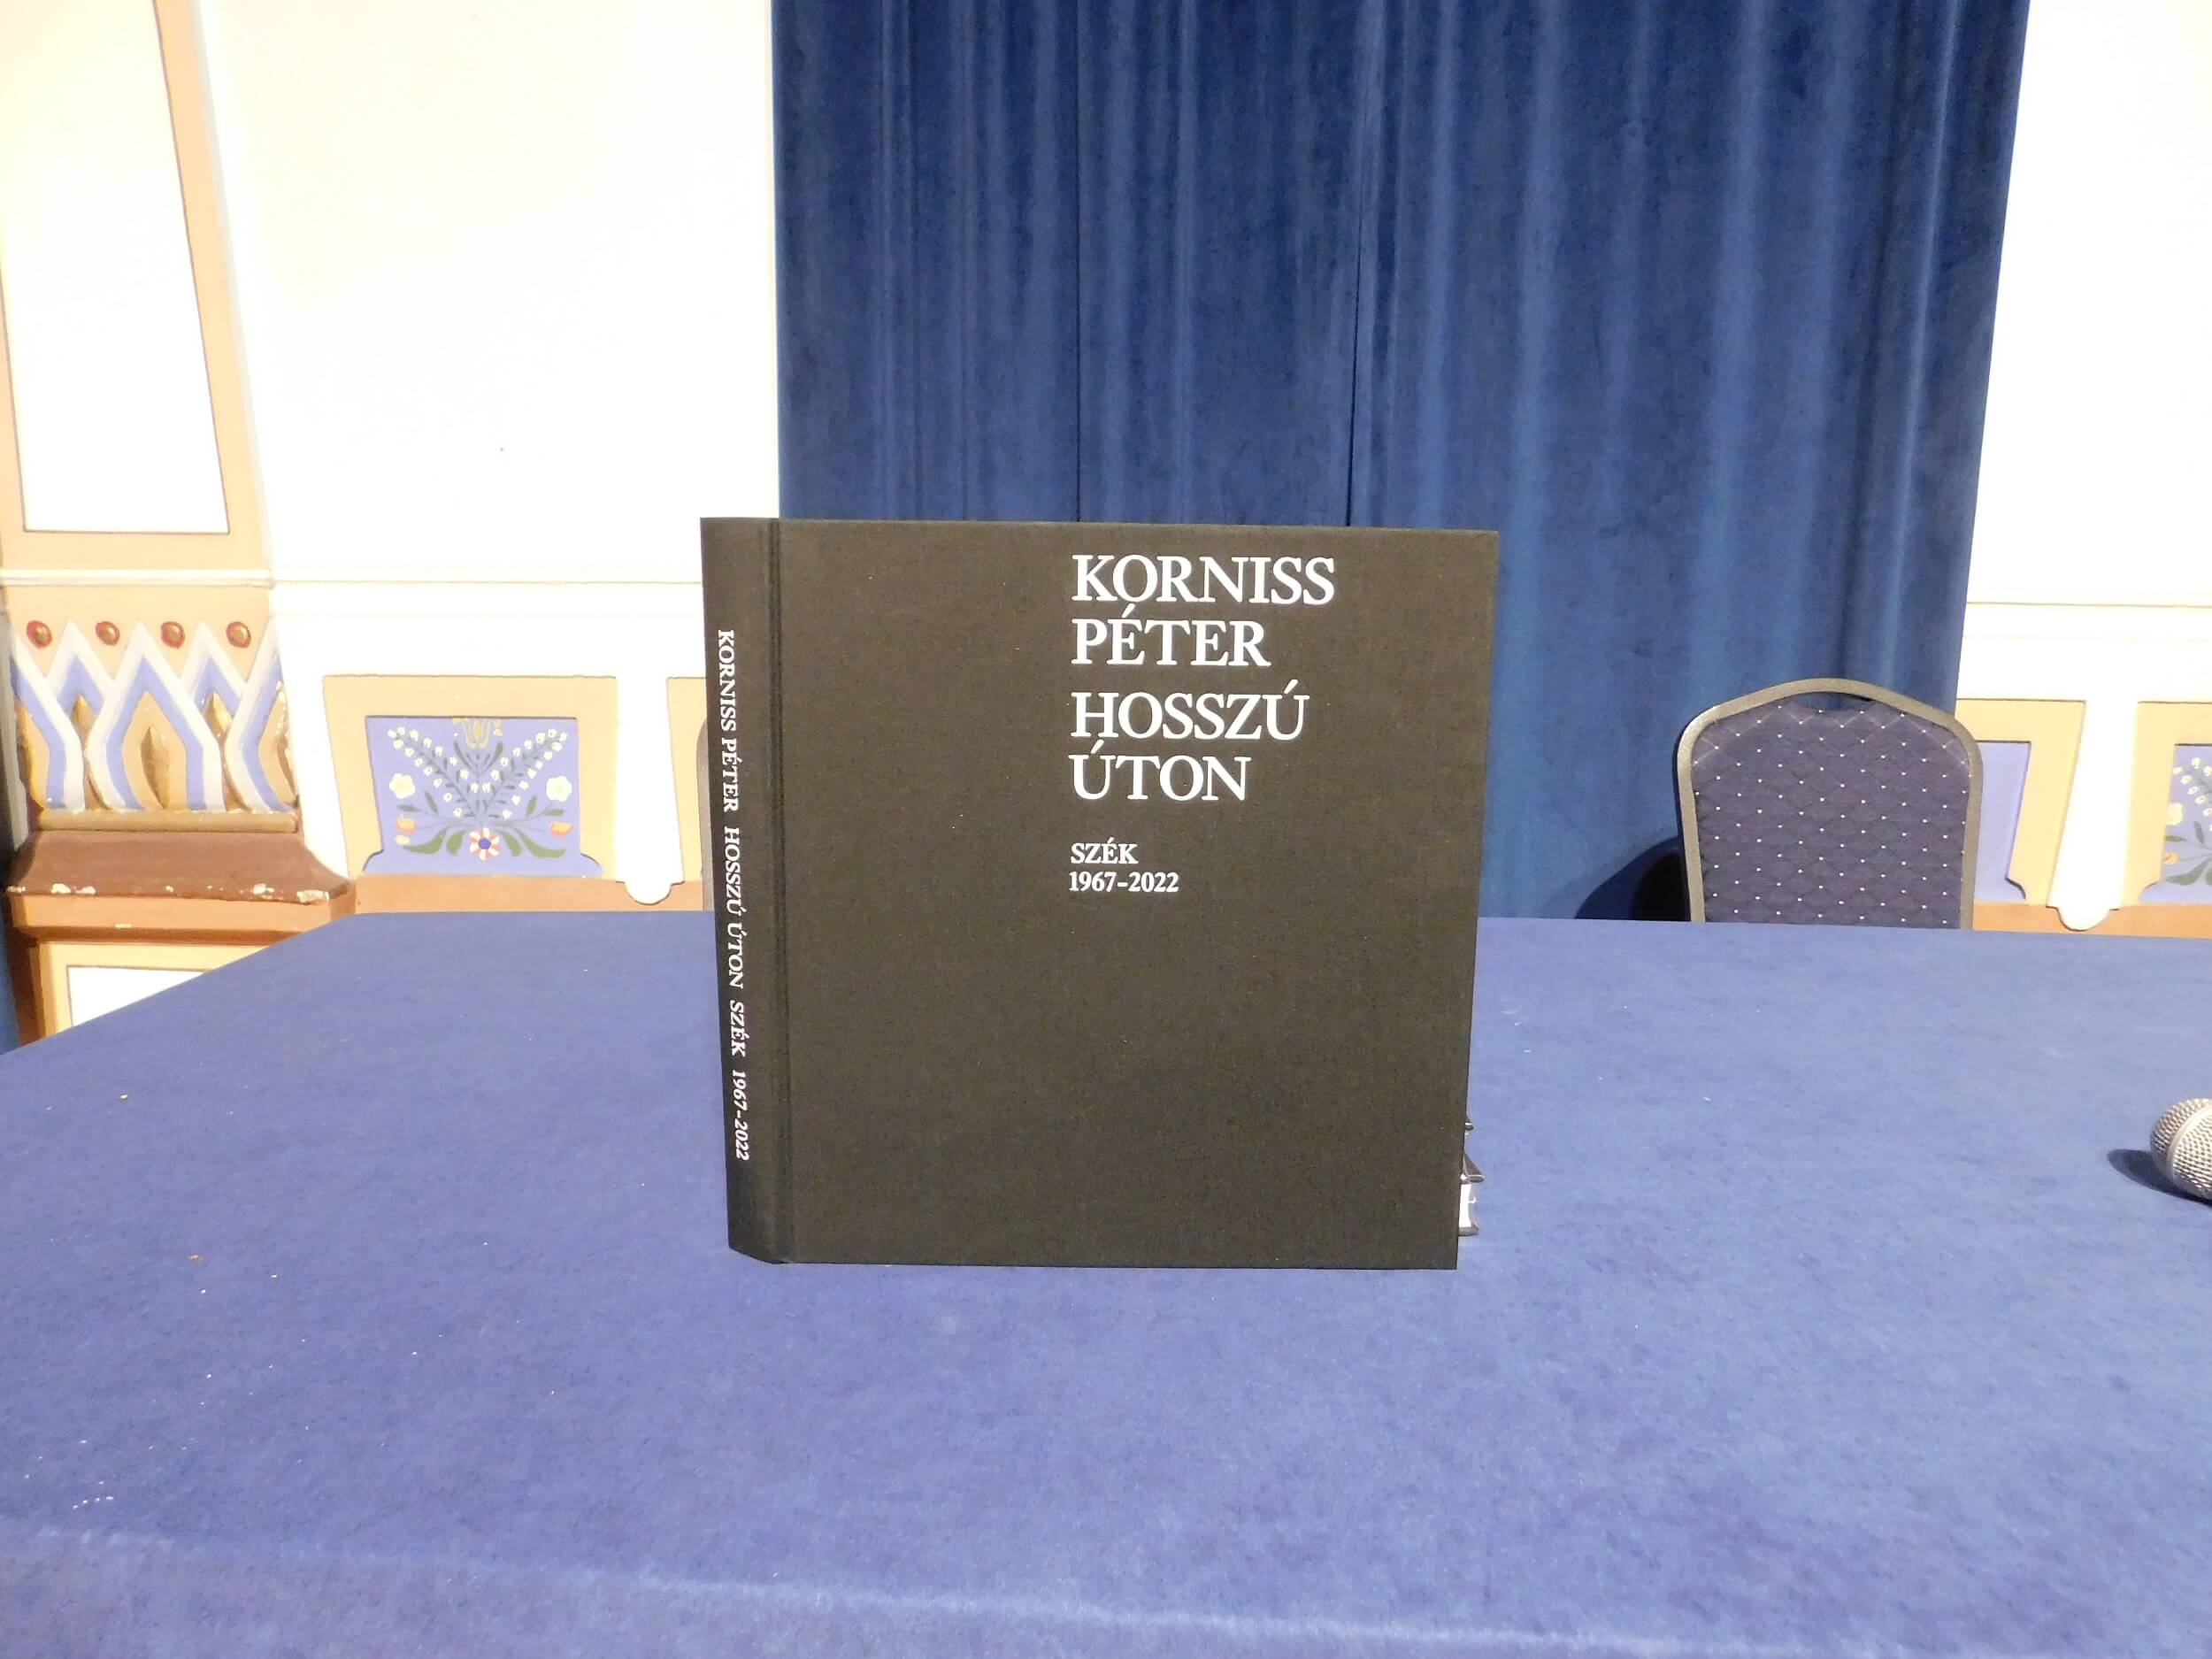 KORNISS
PÉTER
HOSSZÚ
ÚTON
SZÉK
1967-2022
KORNISS PÉTER HOSSZÚ ÚTON SZÉK 1967-2022